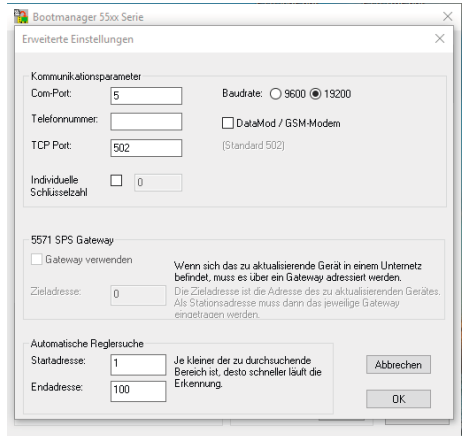 Bootmanager 55xx Serie
Erweiterte Einstellungen
Kommunikationsparameter
Com-Port: 5 Baudrate: 9600 19200
Telefonnummer: DataMod / GSM-Modem
TCP Port: 502 (Standard 502)
Individuelle
Schlüsselzahl 0
5571 SPS Gateway
Gateway verwenden
Wenn sich das zu aktualisierende Gerät in einem Unternetz
befindet, muss es über ein Gateway adressiert werden.
Zieladresse: 0
Die Zieladresse ist die Adresse des zu aktualisierenden Gerätes.
Als Stationsadresse muss dann das jeweilige Gateway
eingetragen werden.
Automatische Reglersuche
Startadresse: 1
Endadresse: 100
Je kleiner der zu durchsuchende
Bereich ist, desto schneller läuft die
Erkennung.
Abbrechen
OK